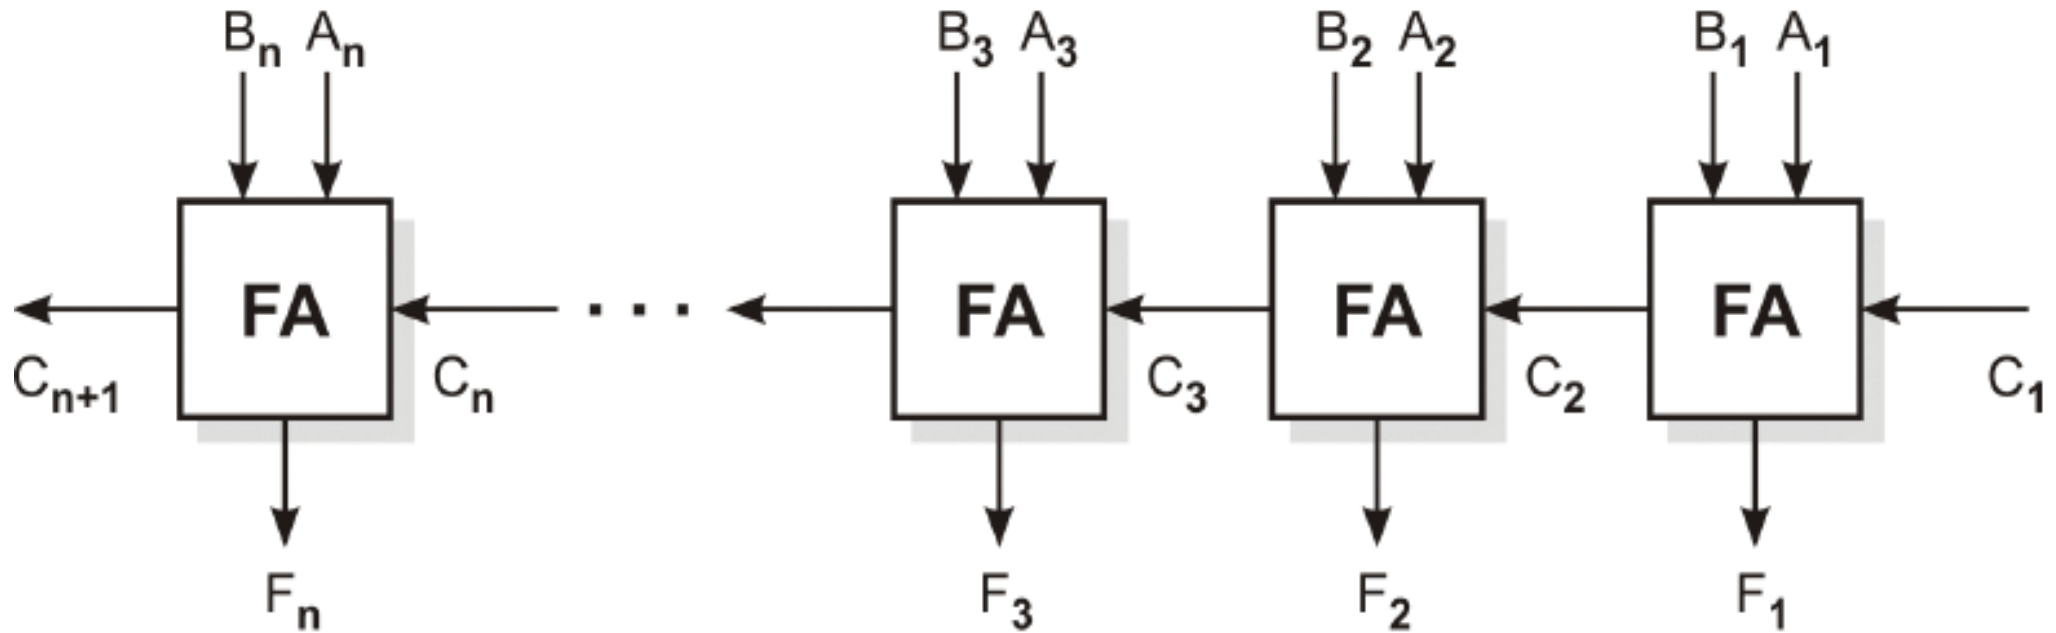 Bn An B3 A3 B2 A2 B1 A1
FA . . . FA FA FA
Cn+1 Cn C3 C2 C1
Fn F3 F2 F1